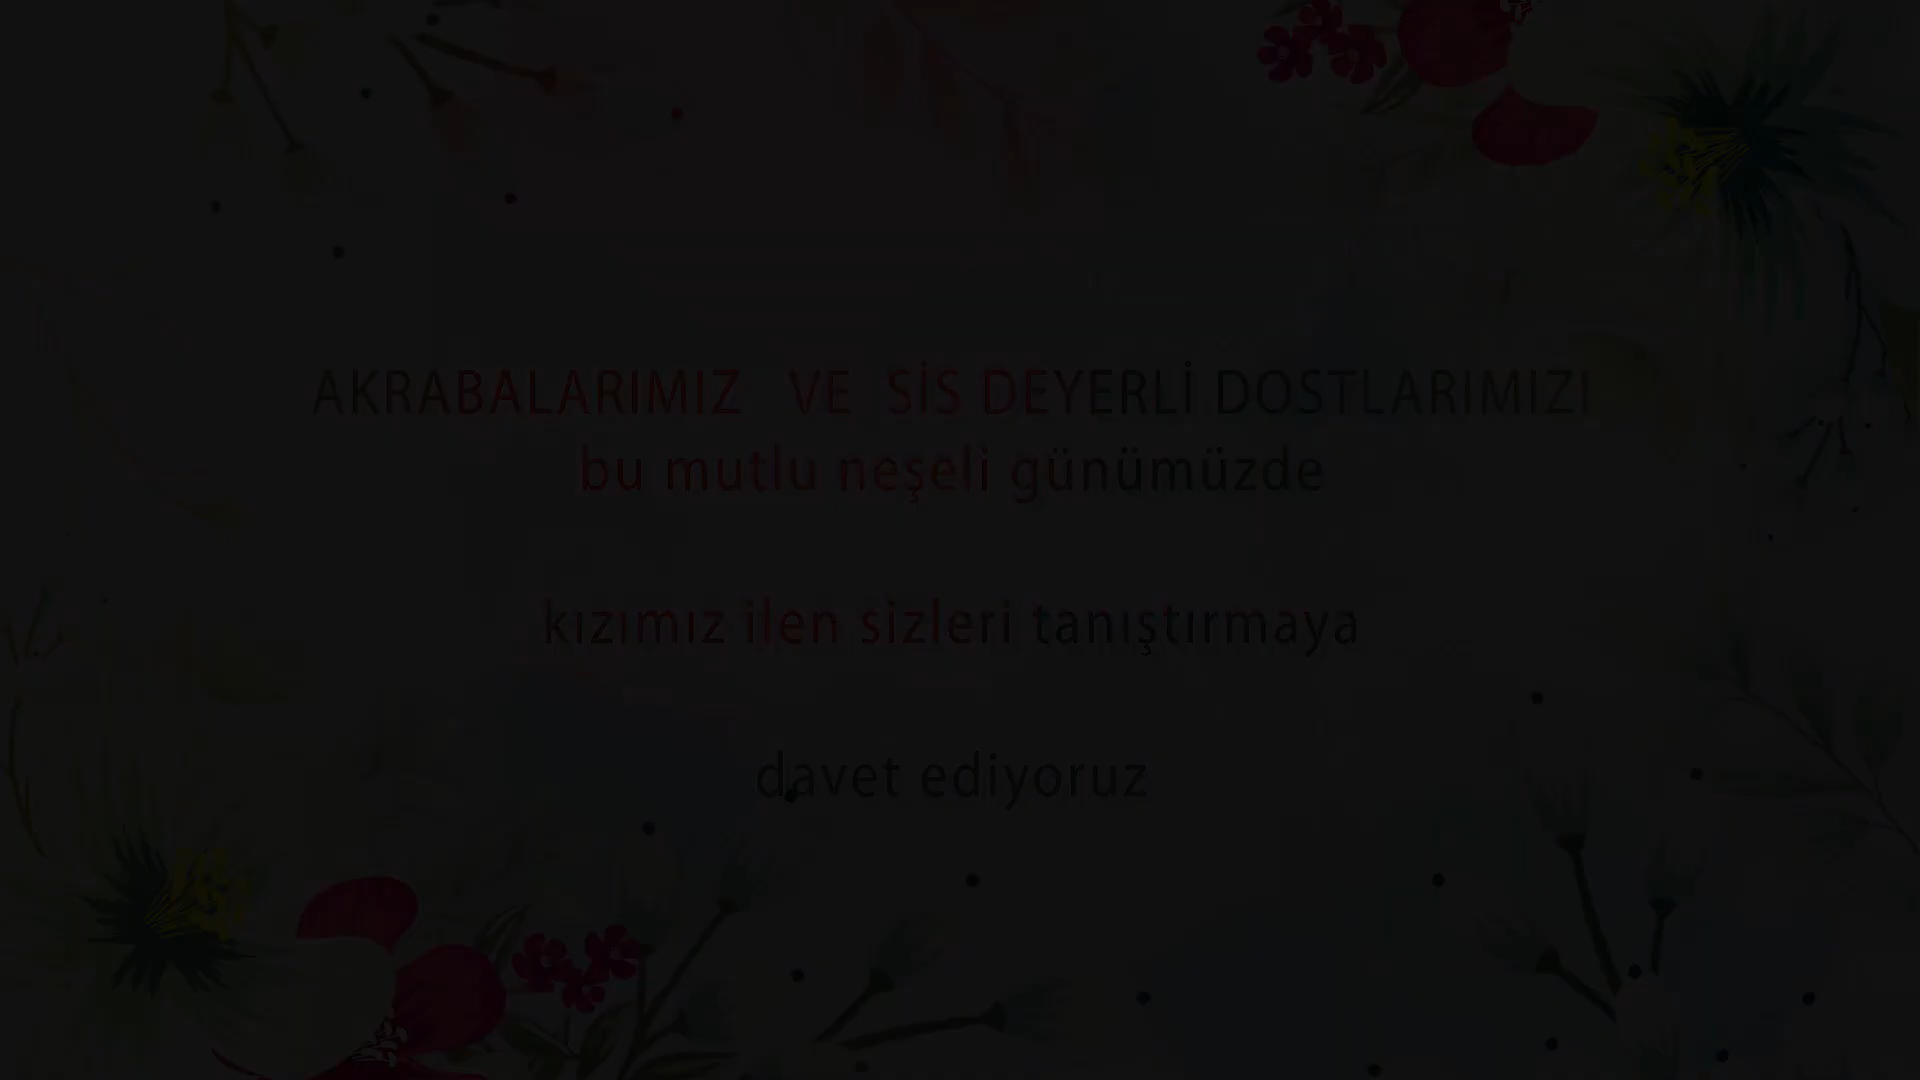 AKRABALARIMIZ VE SİS DEYERLİ DOSTLARIMIZI
bu mutlu neşeli günümüzde
kızımız ilen sizleri tanıştırmaya
davet ediyoruz